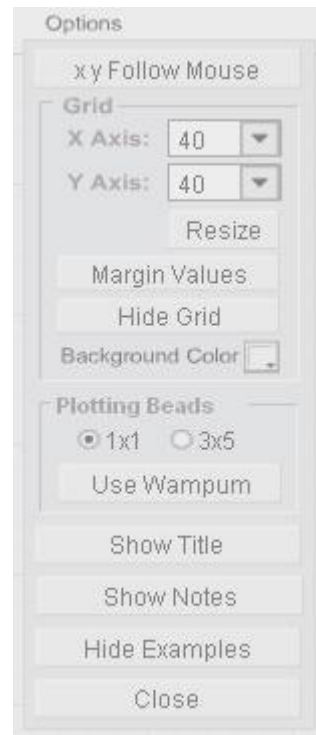 Options
x y Follow Mouse
Grid
X Axis: 40
Y Axis: 40
Resize
Margin Values
Hide Grid
Background Color
Plotting Beads
1x1 3x5
Use Wampum
Show Title
Show Notes
Hide Examples
Close